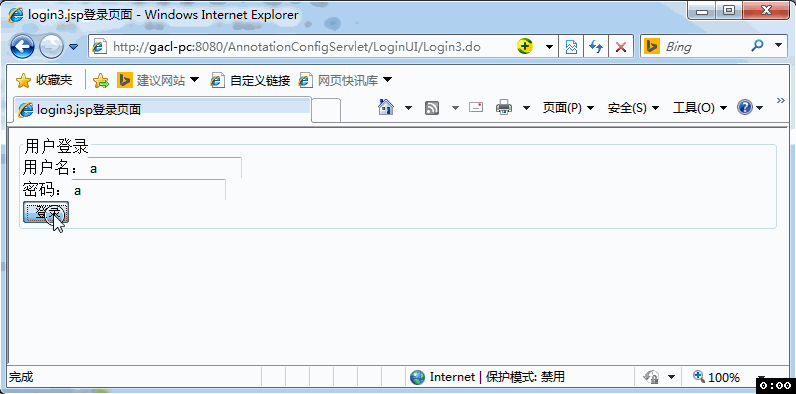 login3.jsp登录页面 - Windows Internet Explorer
http://gacl-pc:8080/AnnotationConfigServlet/LoginUI/Login3.do
Bing
收藏夹
建议网站
自定义链接
网页快讯库
login3.jsp登录页面
页面(P)
安全(S)
工具(O)
用户登录
用户名：a
密码：a
登录
完成
Internet | 保护模式: 禁用
100%
0:00